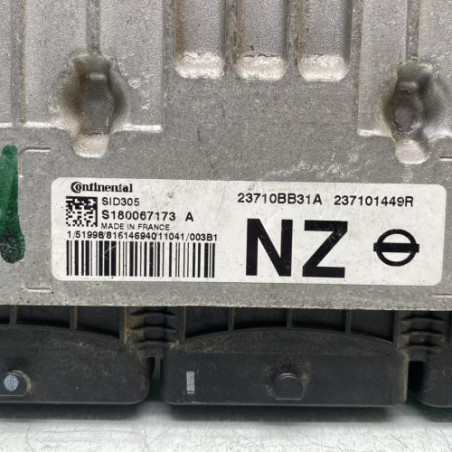 Continental
SID305
S180067173 A
MADE IN FRANCE
1/51998/81614694011041/003B1
23710BB31A 237101449R
NZ